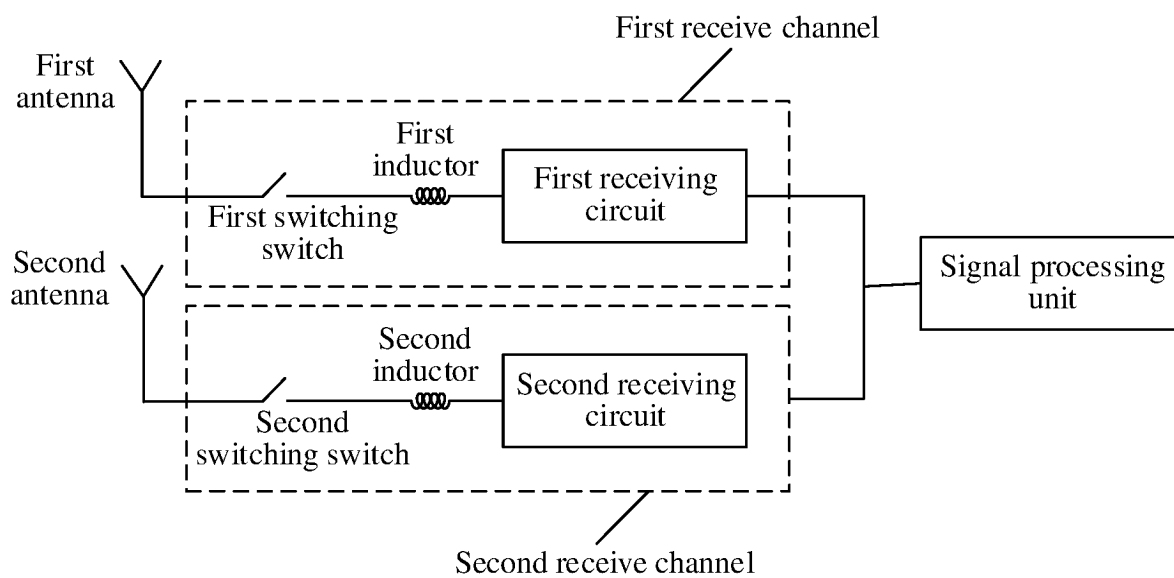 First receive channel
First
antenna
First
inductor
First receiving
circuit
First switching
switch
Second
antenna
Signal processing
unit
Second
inductor
Second receiving
circuit
Second
switching switch
Second receive channel